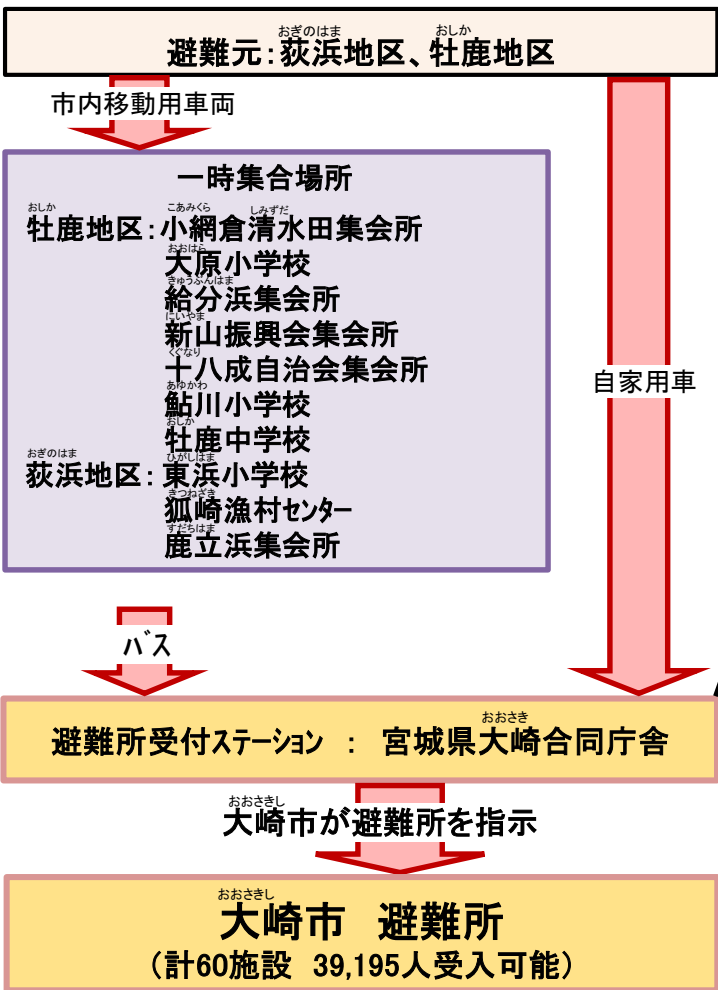 避難元:荻浜地区、牡鹿地区
おぎのはま おしか
市内移動用車両
一時集合場所
おしか こあみくら しみずだ
牡鹿地区:小網倉清水田集会所
おおはら
大原小学校
きゅうぶんはま
給分浜集会所
にいやま
新山振興会集会所
くぐなり
十八成自治会集会所
あゆかわ
鮎川小学校
おしか
牡鹿中学校
おぎのはま ひがしはま
荻浜地区:東浜小学校
きつねざき
狐崎漁村センター
すだちはま
鹿立浜集会所
自家用車
バス
おおさき
避難所受付ステーション : 宮城県大崎合同庁舎
おおさきし
大崎市が避難所を指示
おおさきし
大崎市 避難所
(計60施設 39,195人受入可能)